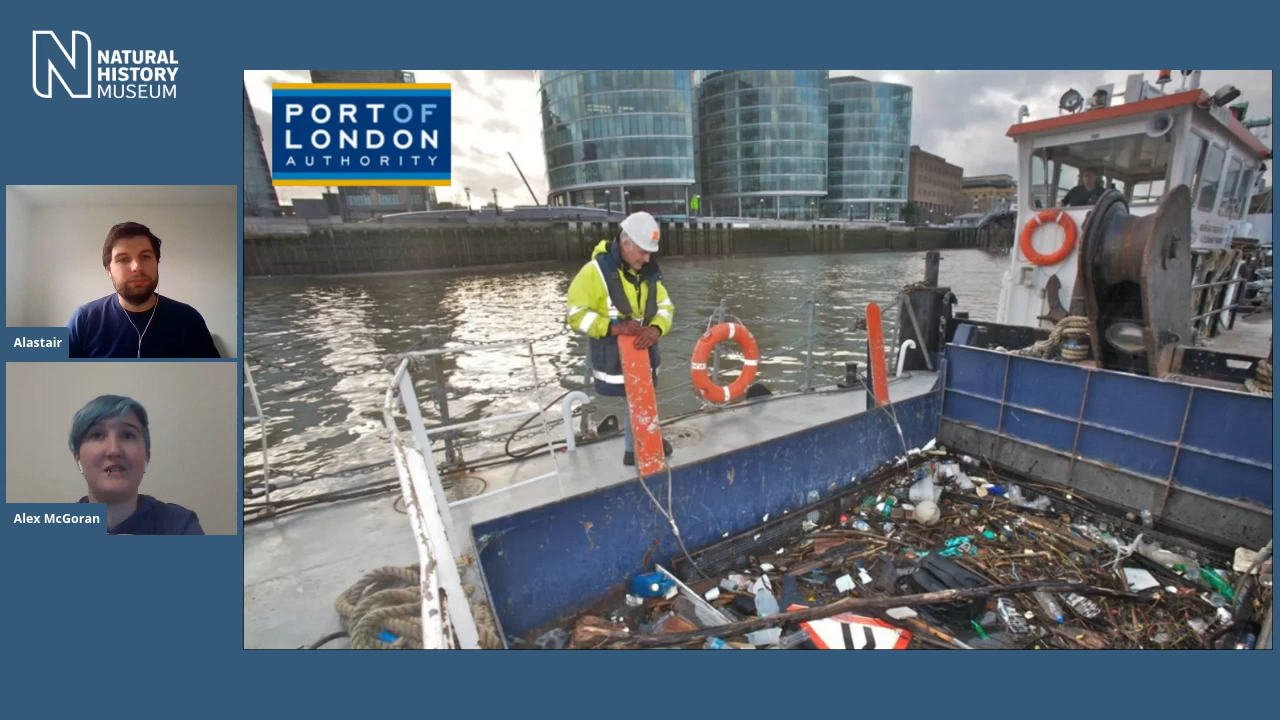 NATURAL
HISTORY
MUSEUM
PORT OF
LONDON
AUTHORITY
Alastair
Alex McGoran